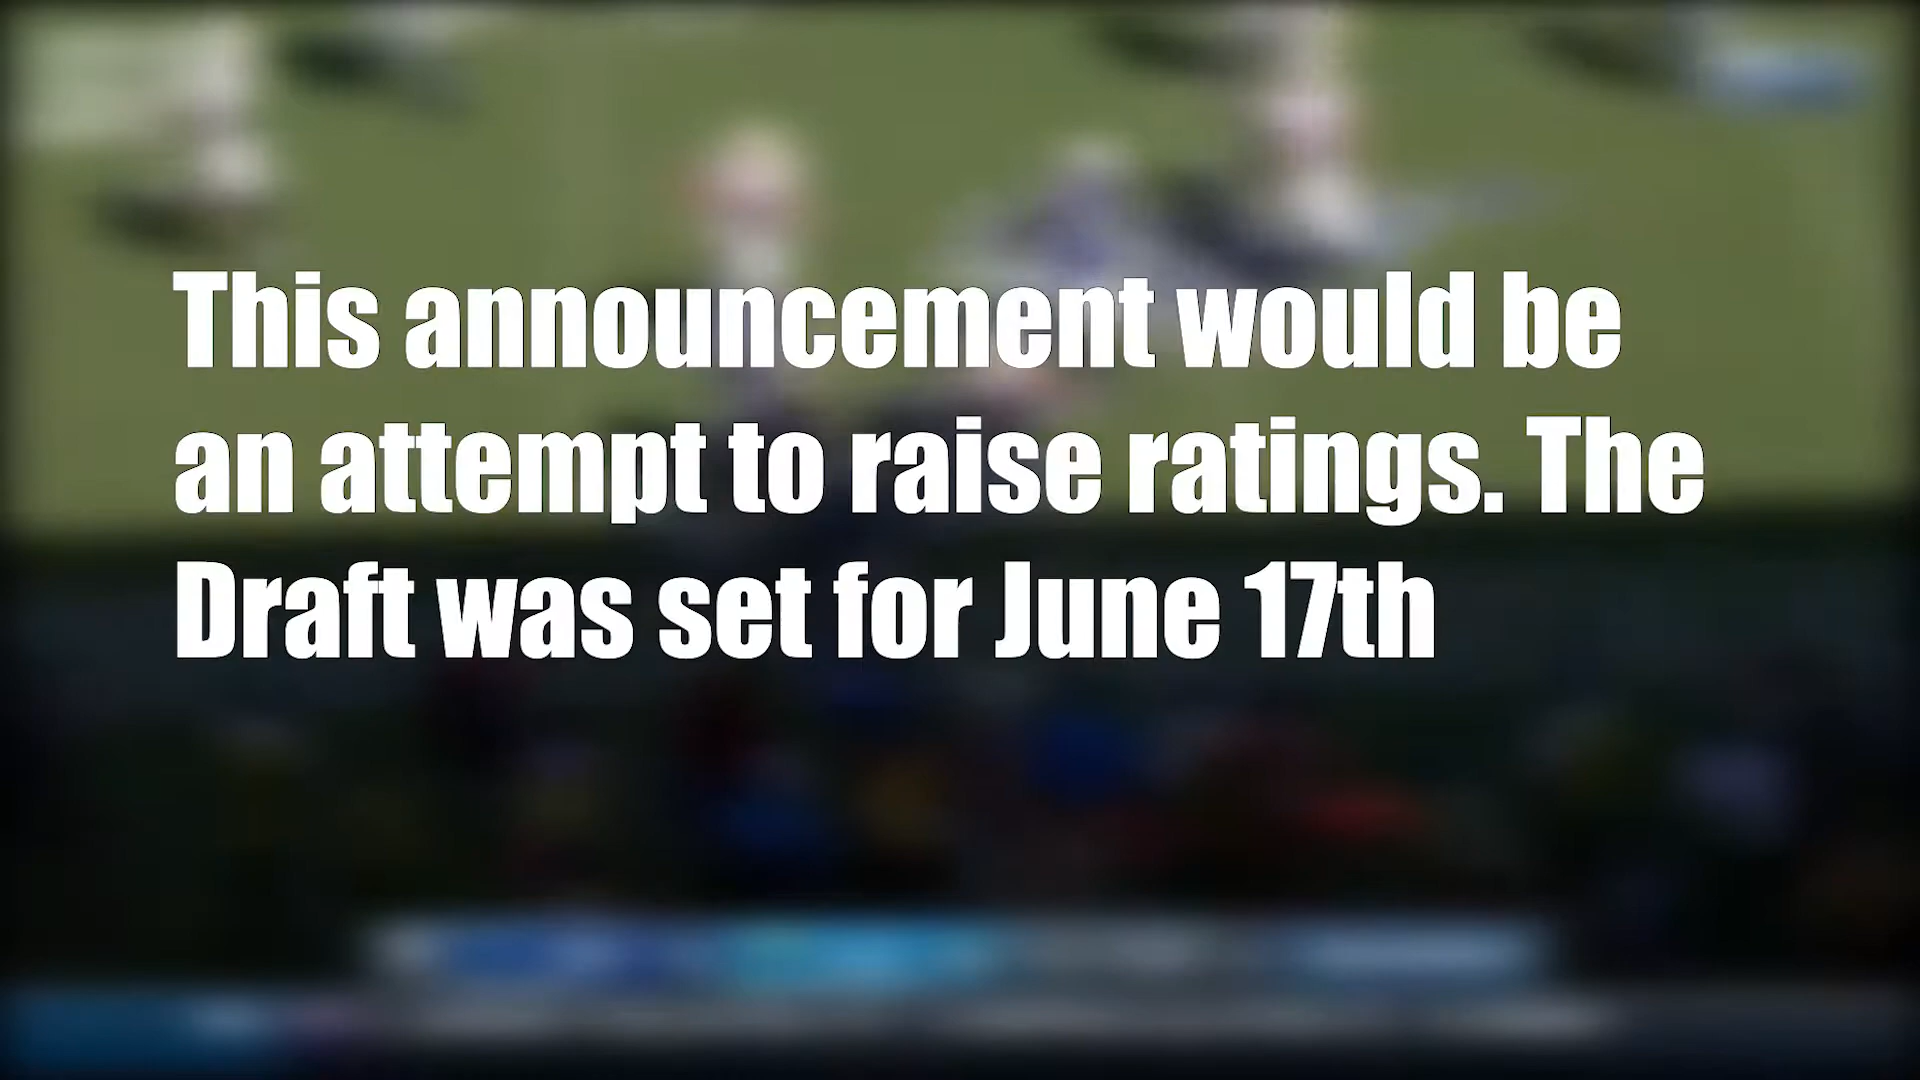 This announcement would be
an attempt to raise ratings. The
Draft was set for June 17th